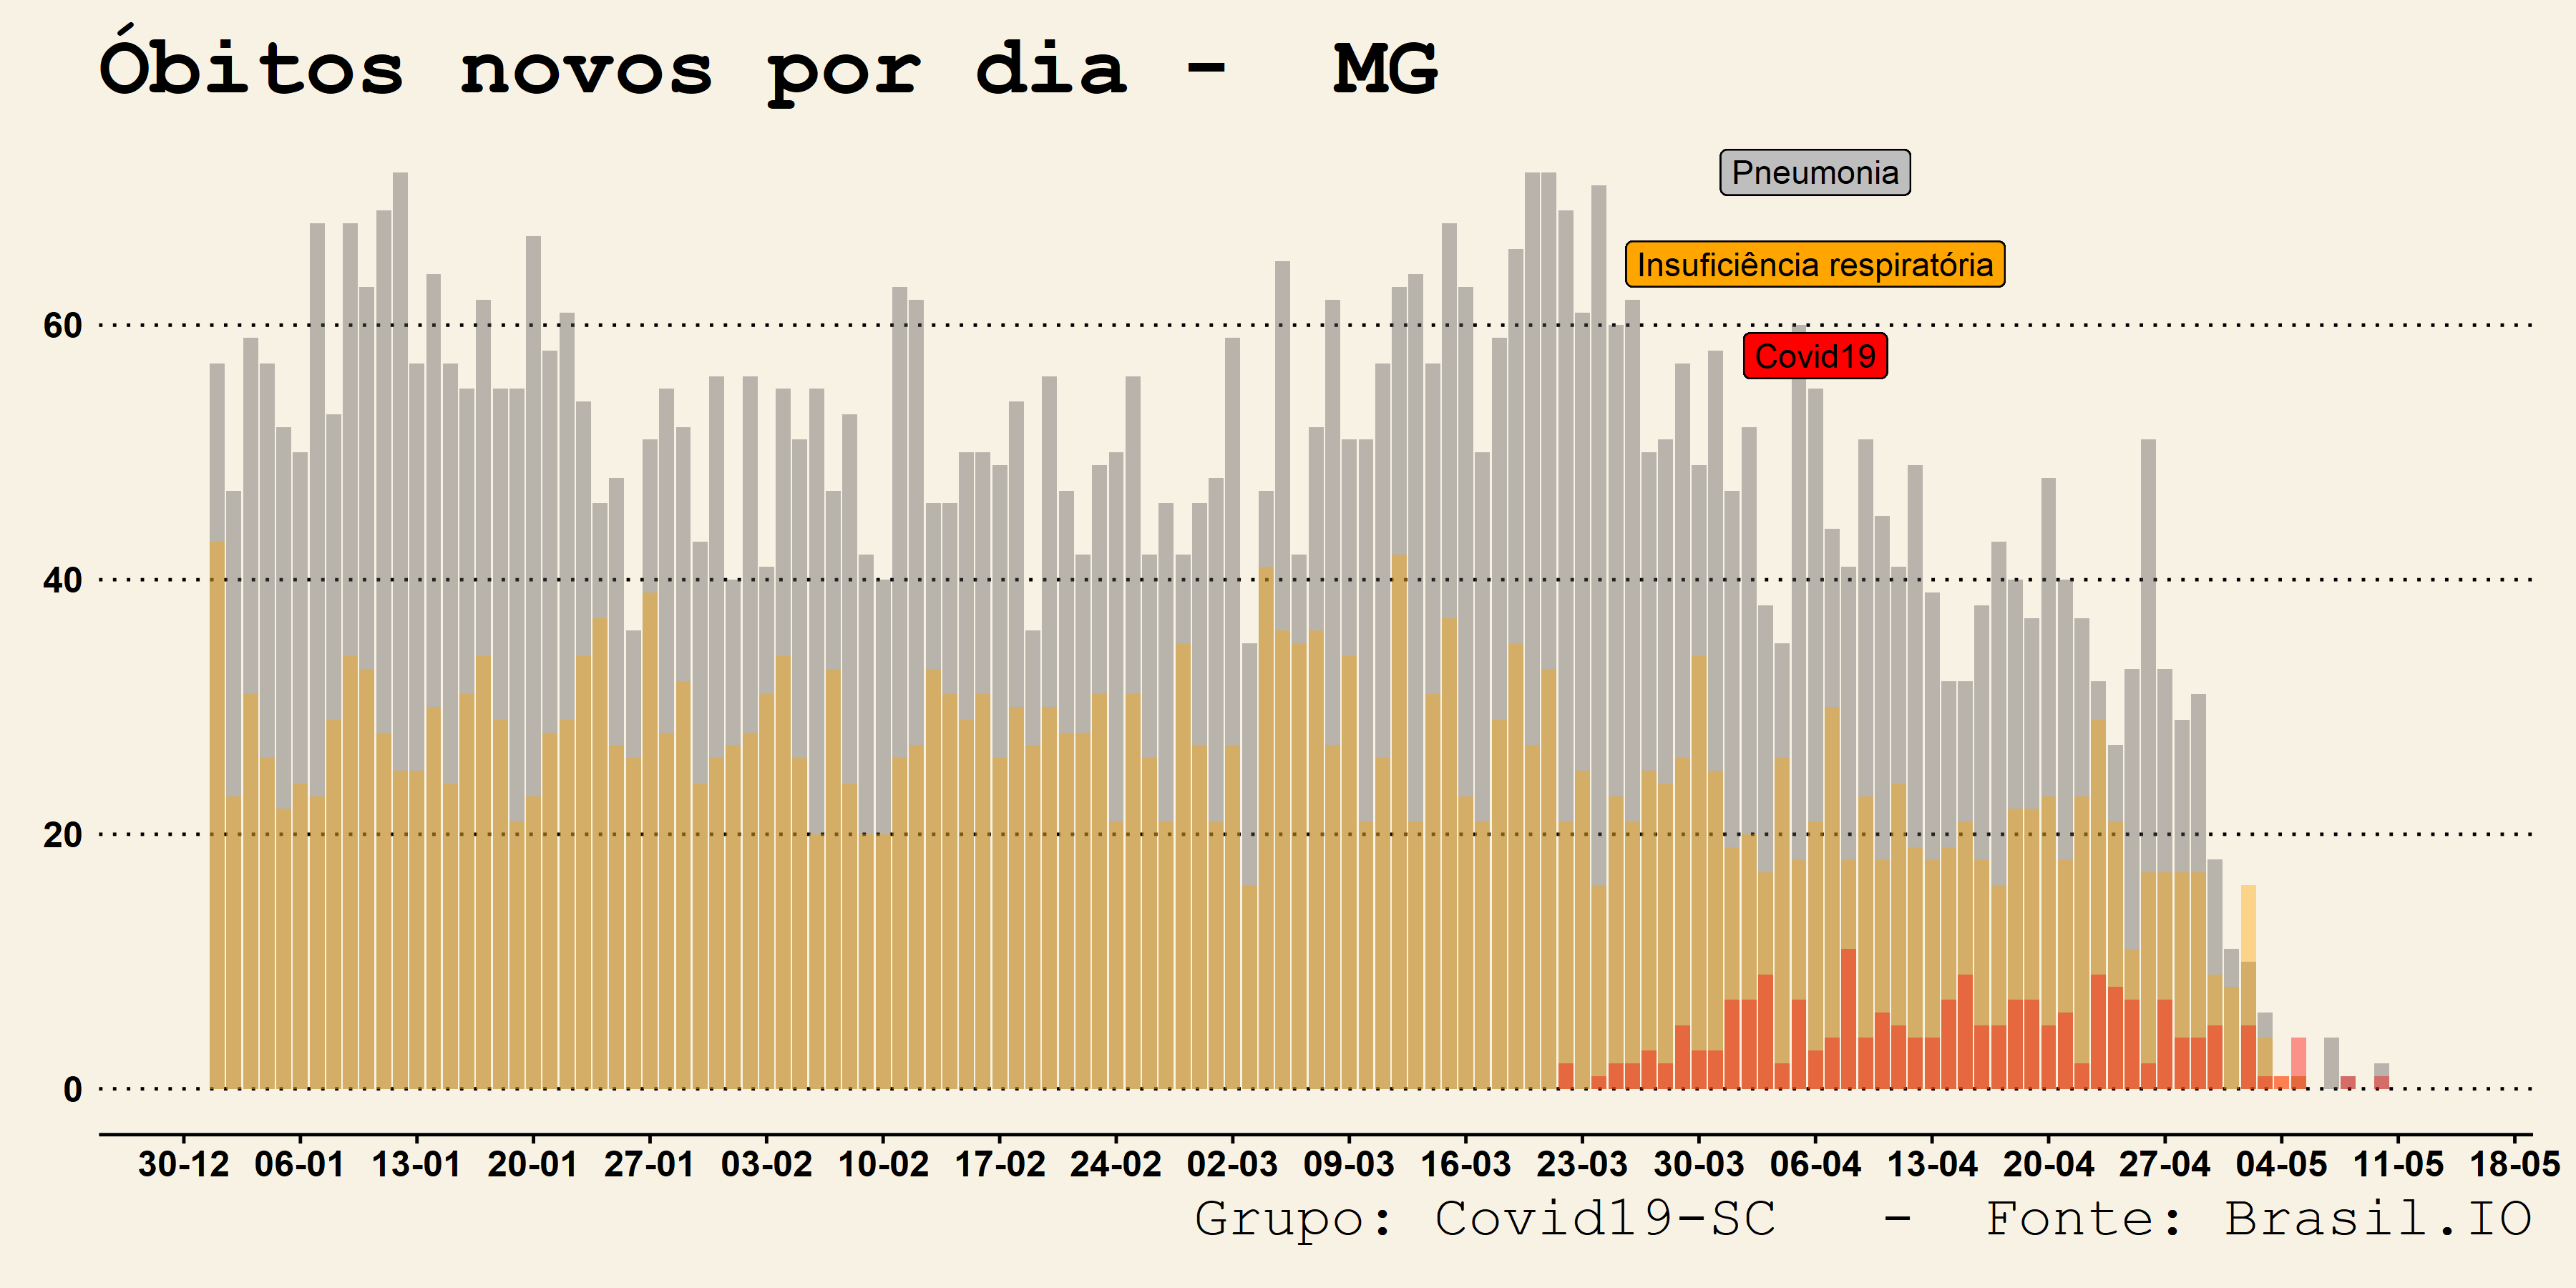 Óbitos novos por dia - MG
Pneumonia
Insuficiência respiratória
Covid19
60
40
20
0
30-12 06-01 13-01 20-01 27-01 03-02 10-02 17-02 24-02 02-03 09-03 16-03 23-03 30-03 06-04 13-04 20-04 27-04 04-05 11-05 18-05
Grupo: Covid19-SC - Fonte: Brasil.IO